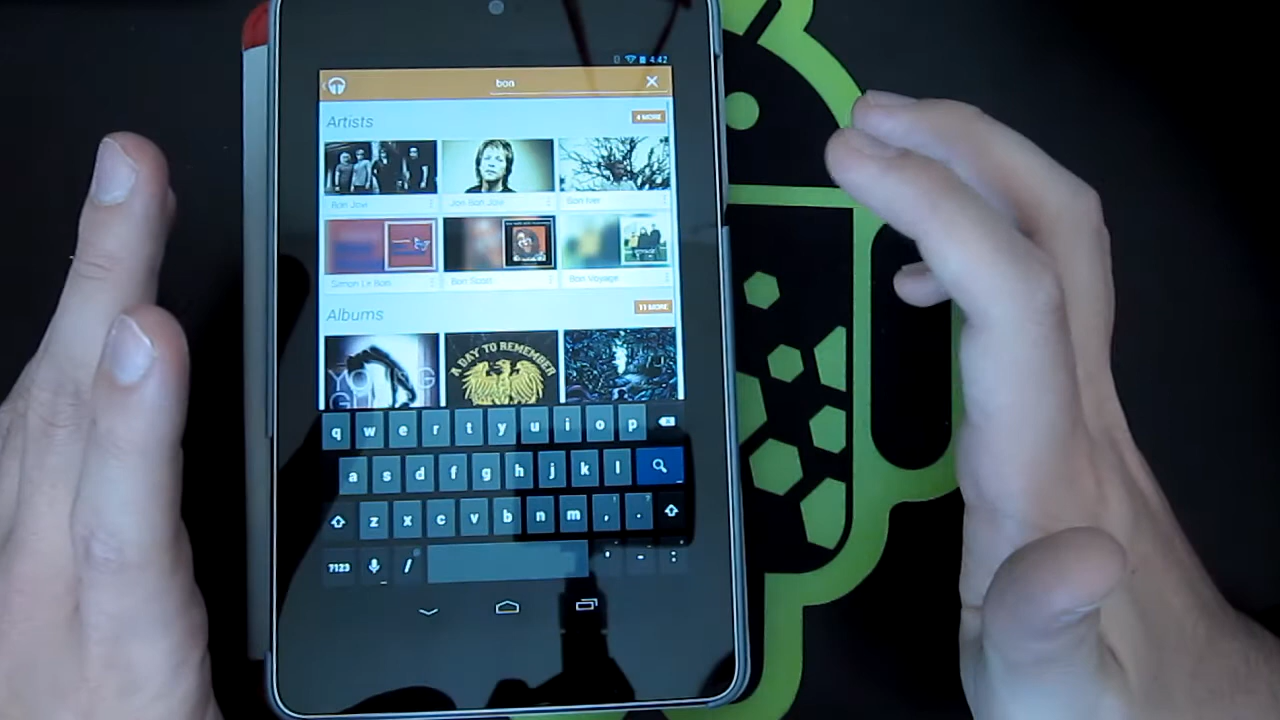 4:42
bon
Artists
4 MORE
Bon Jovi
Jon Bon Jovi
Bon Iver
Simon Le Bon
Bon Scott
Bon Voyage
Albums
11 MORE
YOUNG
A DAY TO REMEMBER
q w e r t y u i o p
a s d f g h j k l
z x c v b n m , ! . ?
?123 / ' - :